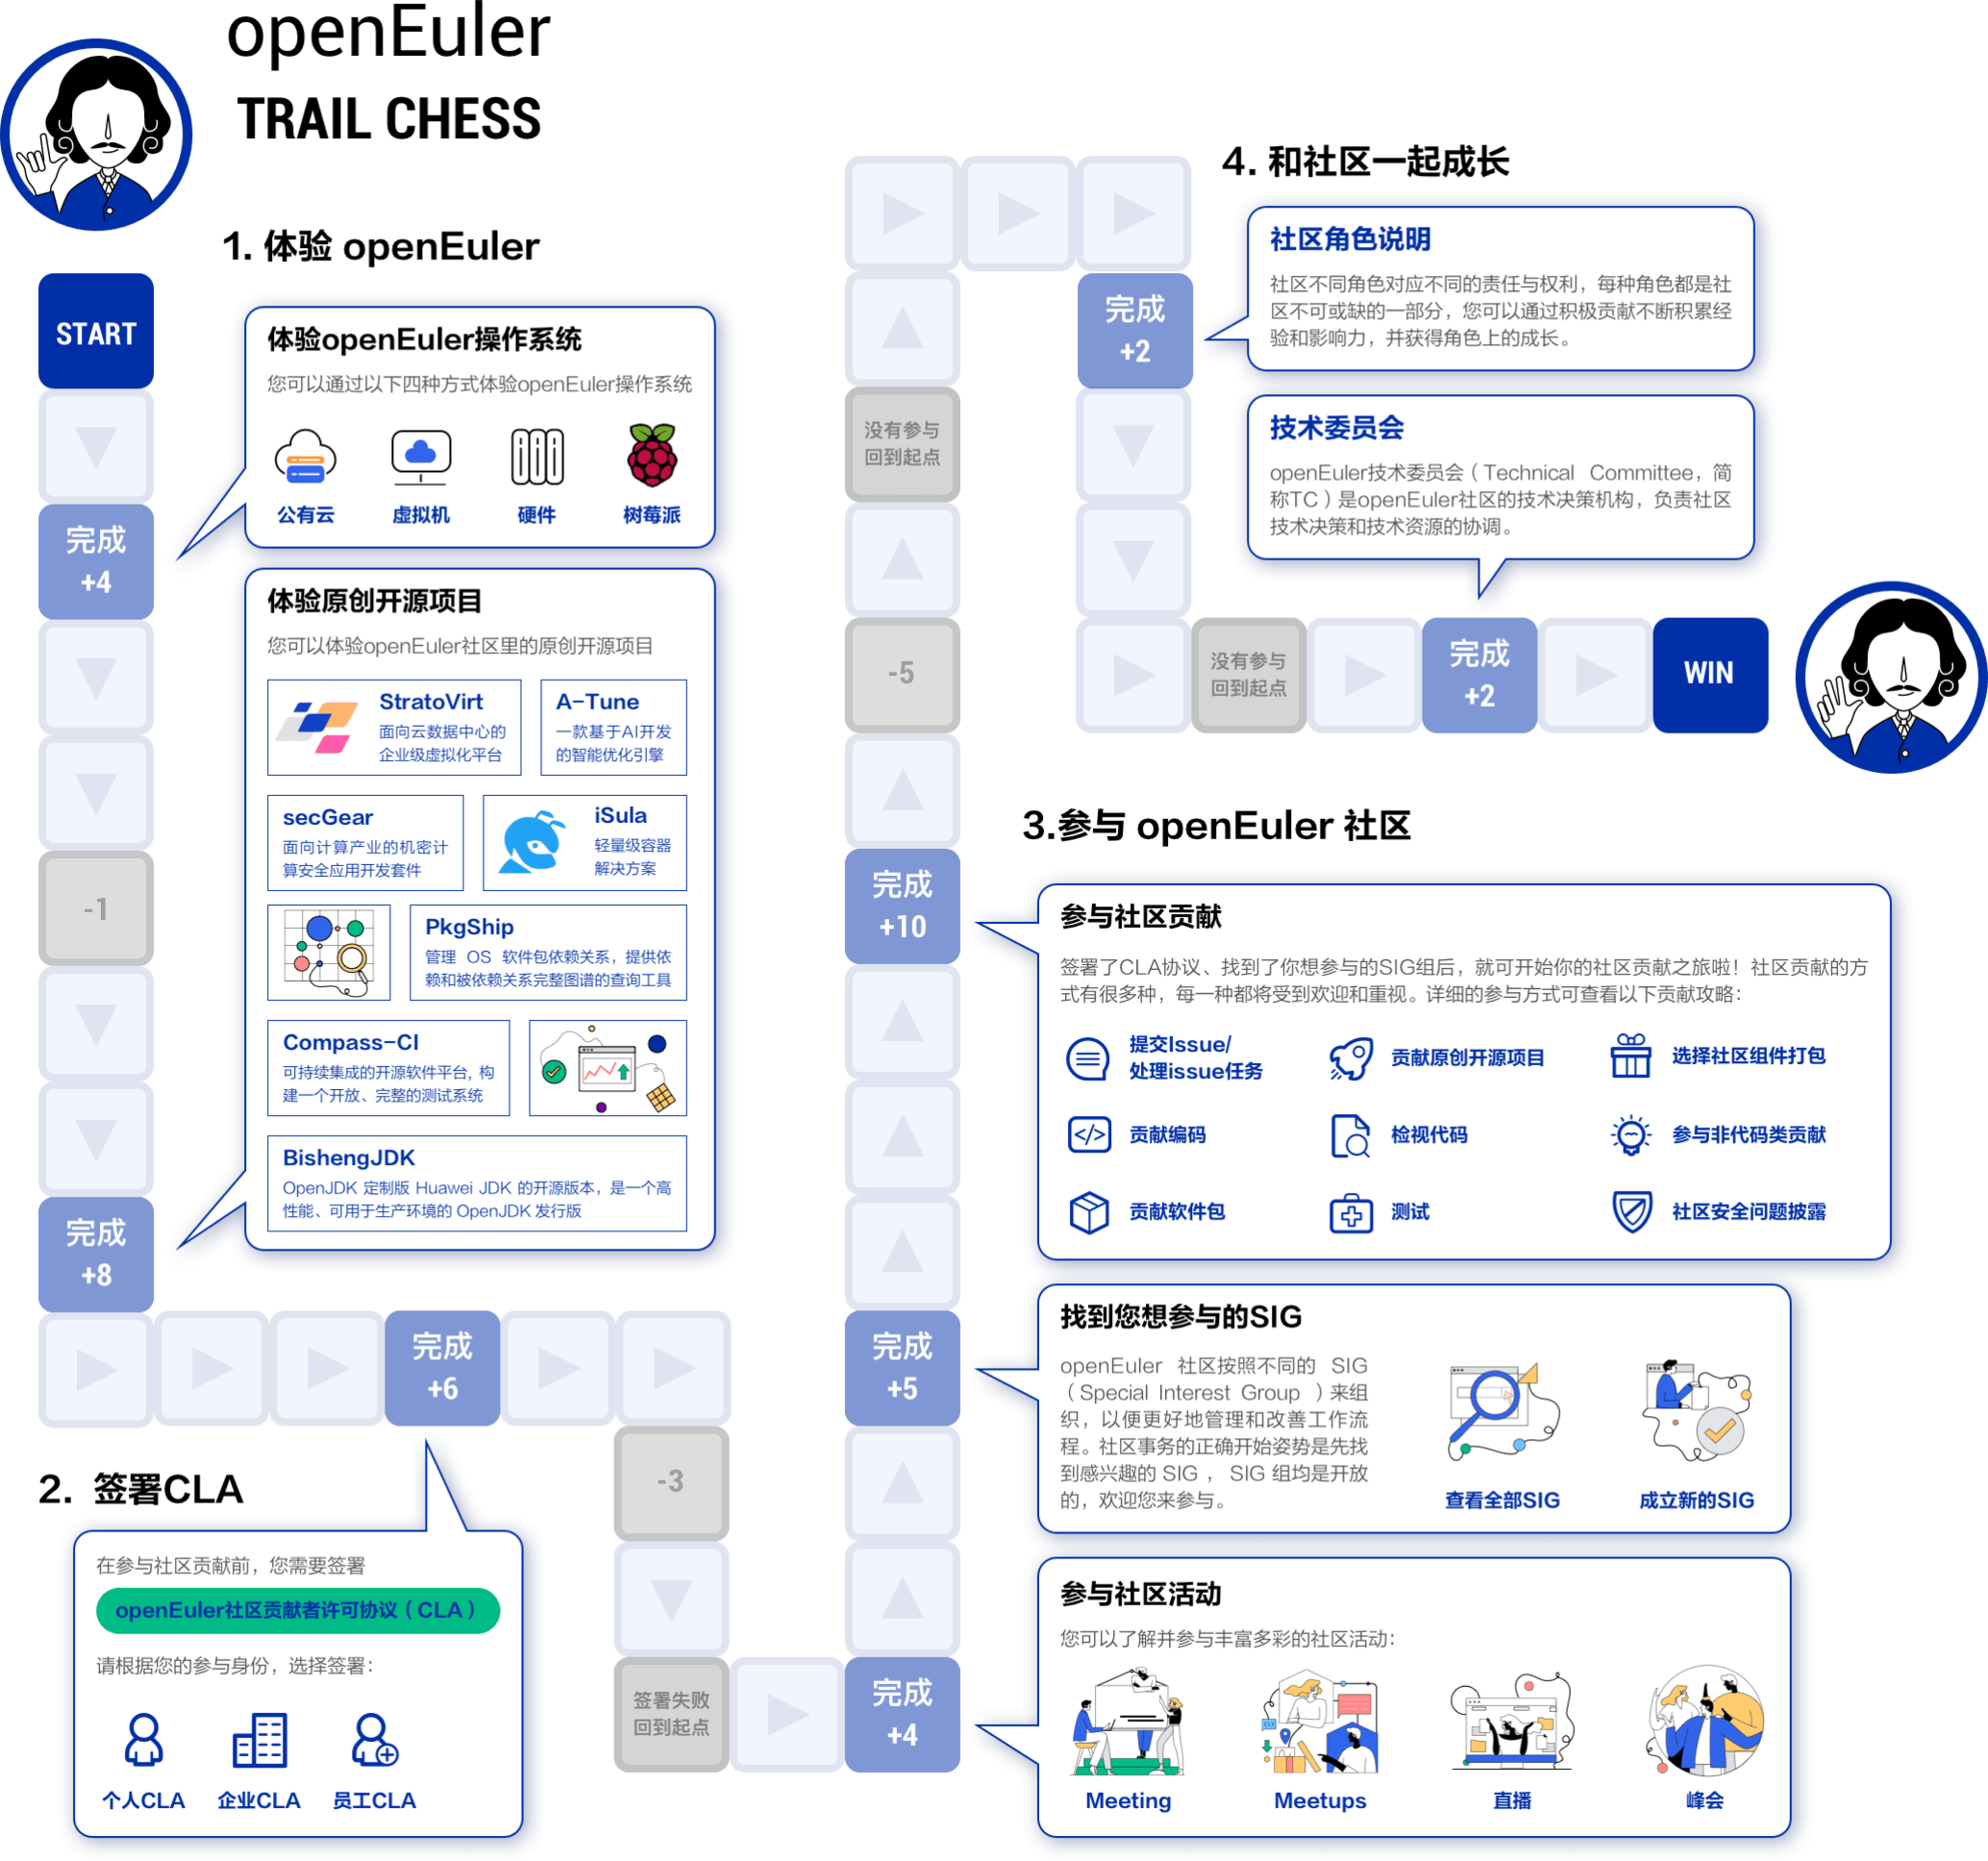 openEuler
TRAIL CHESS
1. 体验 openEuler
START
体验openEuler操作系统
您可以通过以下四种方式体验openEuler操作系统
公有云
虚拟机
硬件
树莓派
完成
+4
体验原创开源项目
您可以体验openEuler社区里的原创开源项目
StratoVirt
面向云数据中心的
企业级虚拟化平台
A-Tune
一款基于AI开发
的智能优化引擎
secGear
面向计算产业的机密计
算安全应用开发套件
iSula
轻量级容器
解决方案
-1
PkgShip
管理 OS 软件包依赖关系，提供依
赖和被依赖关系完整图谱的查询工具
Compass-CI
可持续集成的开源软件平台, 构
建一个开放、完整的测试系统
BishengJDK
OpenJDK 定制版 Huawei JDK 的开源版本，是一个高
性能、可用于生产环境的 OpenJDK 发行版
完成
+8
完成
+6
2. 签署CLA
在参与社区贡献前，您需要签署
openEuler社区贡献者许可协议（CLA）
请根据您的参与身份，选择签署：
个人CLA
企业CLA
员工CLA
-3
签署失败
回到起点
完成
+4
3.参与 openEuler 社区
参与社区活动
您可以了解并参与丰富多彩的社区活动：
Meeting
Meetups
直播
峰会
完成
+5
找到您想参与的SIG
openEuler 社区按照不同的 SIG
（Special Interest Group ）来组
织，以便更好地管理和改善工作流
程。社区事务的正确开始姿势是先找
到感兴趣的 SIG ， SIG 组均是开放
的，欢迎您来参与。
查看全部SIG
成立新的SIG
完成
+10
参与社区贡献
签署了CLA协议、找到了你想参与的SIG组后，就可开始你的社区贡献之旅啦！社区贡献的方
式有很多种，每一种都将受到欢迎和重视。详细的参与方式可查看以下贡献攻略：
提交Issue/
处理issue任务
贡献原创开源项目
选择社区组件打包
贡献编码
检视代码
参与非代码类贡献
贡献软件包
测试
社区安全问题披露
-5
没有参与
回到起点
4. 和社区一起成长
完成
+2
社区角色说明
社区不同角色对应不同的责任与权利，每种角色都是社
区不可或缺的一部分，您可以通过积极贡献不断积累经
验和影响力，并获得角色上的成长。
技术委员会
openEuler技术委员会（Technical Committee，简
称TC）是openEuler社区的技术决策机构，负责社区
技术决策和技术资源的协调。
没有参与
回到起点
完成
+2
WIN